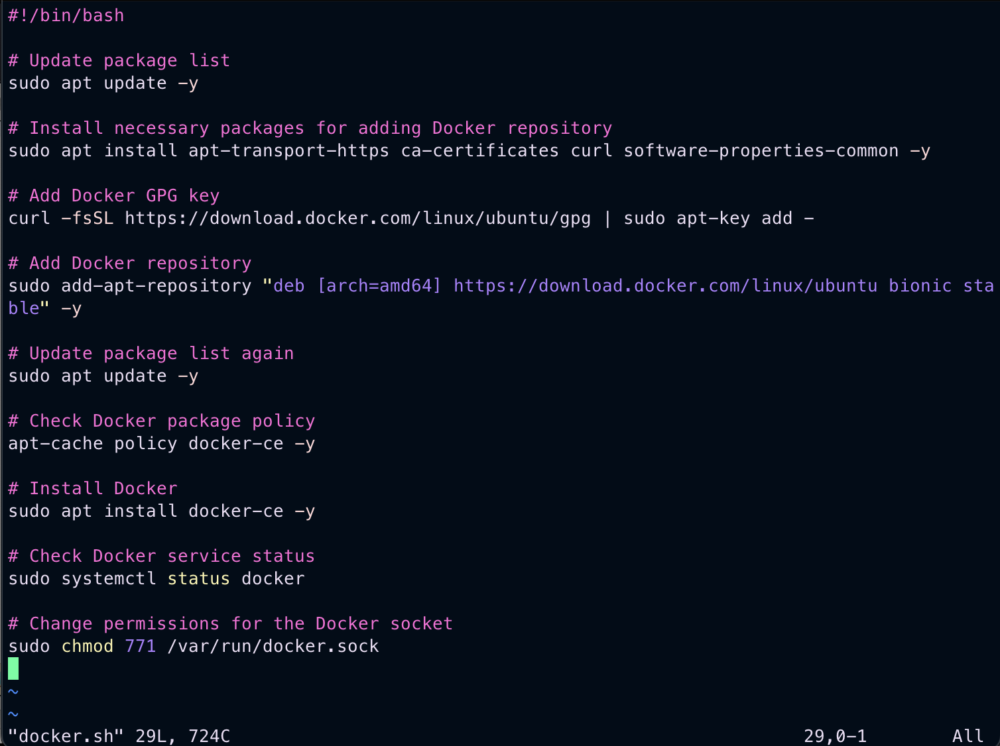 #!/bin/bash

# Update package list
sudo apt update -y

# Install necessary packages for adding Docker repository
sudo apt install apt-transport-https ca-certificates curl software-properties-common -y

# Add Docker GPG key
curl -fsSL https://download.docker.com/linux/ubuntu/gpg | sudo apt-key add -

# Add Docker repository
sudo add-apt-repository "deb [arch=amd64] https://download.docker.com/linux/ubuntu bionic sta
ble" -y

# Update package list again
sudo apt update -y

# Check Docker package policy
apt-cache policy docker-ce -y

# Install Docker
sudo apt install docker-ce -y

# Check Docker service status
sudo systemctl status docker

# Change permissions for the Docker socket
sudo chmod 771 /var/run/docker.sock

~
~
"docker.sh" 29L, 724C 29,0-1 All